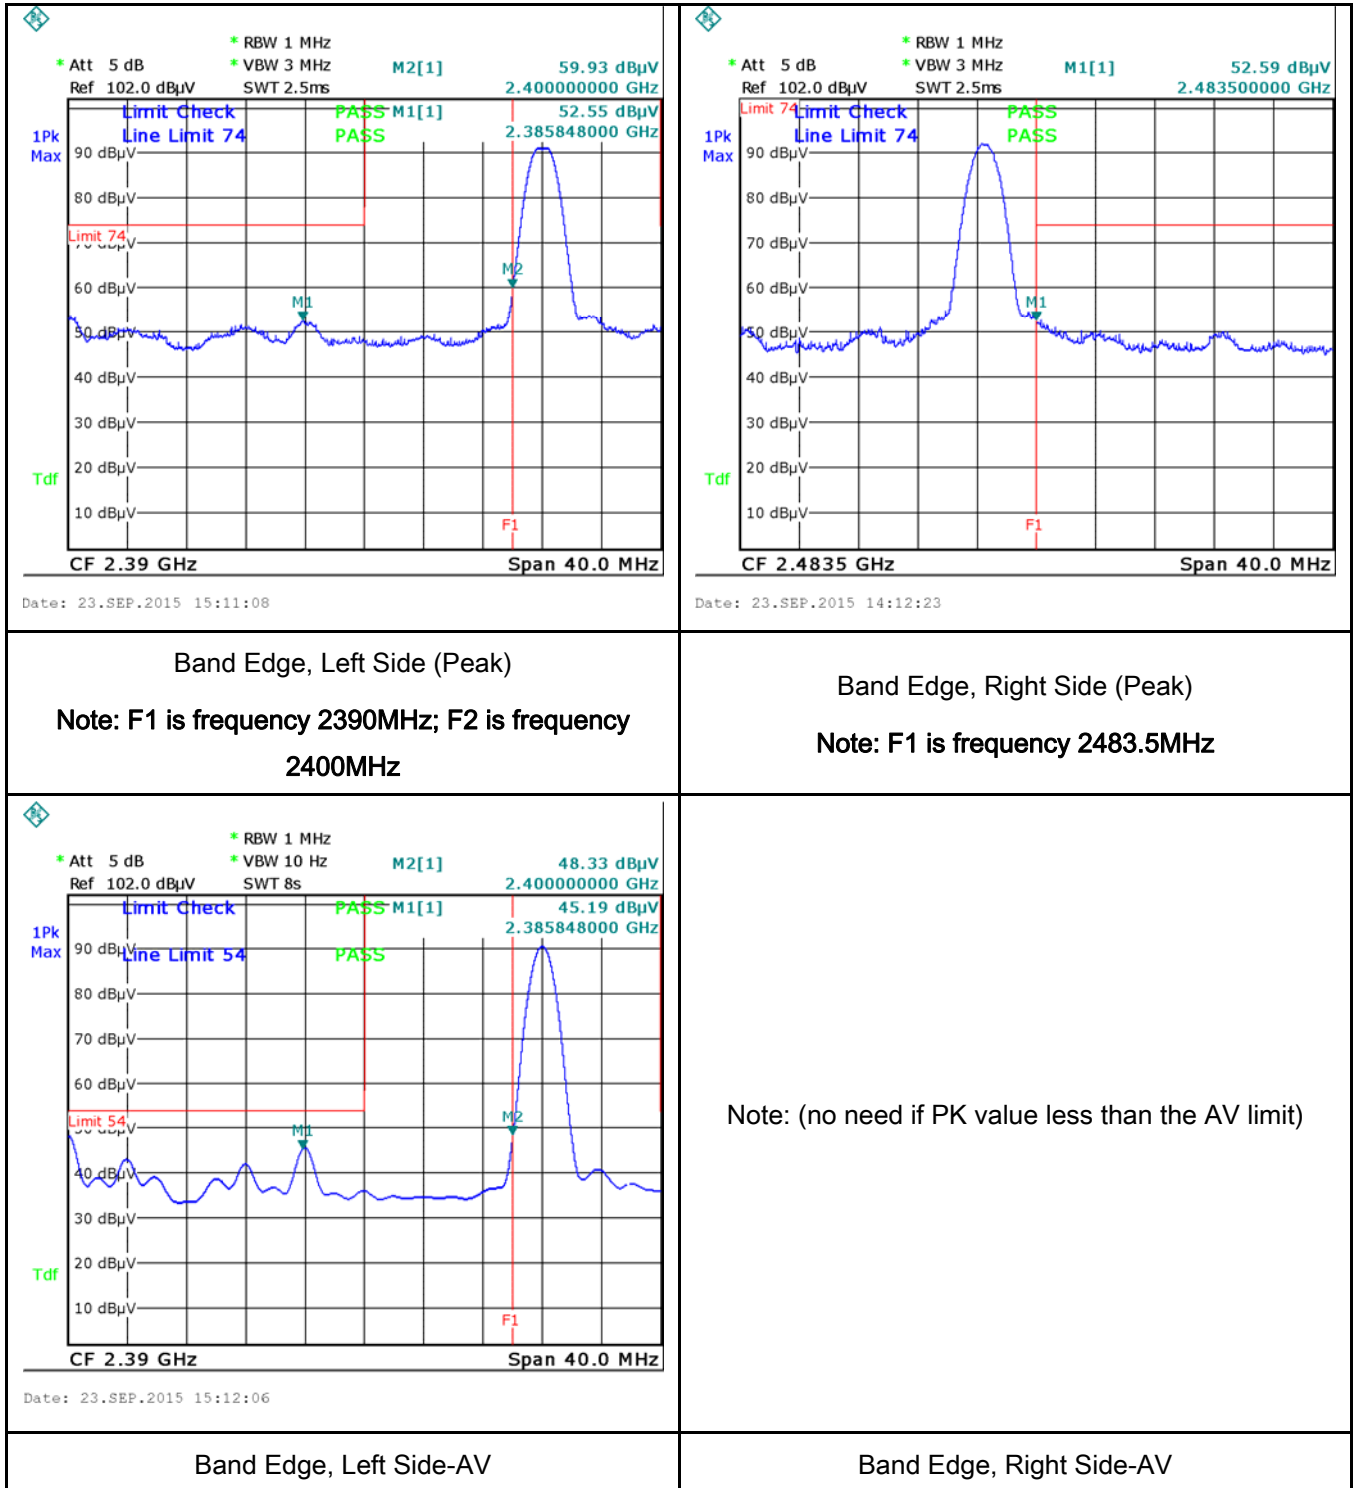 * RBW 1 MHz
* Att 5 dB * VBW 3 MHz M2[1] 59.93 dBµV
Ref 102.0 dBµV SWT 2.5ms 2.400000000 GHz
Limit Check PASS M1[1] 52.55 dBµV
1Pk Line Limit 74 PASS 2.385848000 GHz
Max 90 dBµV
80 dBµV
Limit 74
70 dBµV
M2
60 dBµV
M1
50 dBµV
40 dBµV
30 dBµV
20 dBµV
Tdf
10 dBµV
F1
CF 2.39 GHz Span 40.0 MHz
Date: 23.SEP.2015 15:11:08
* RBW 1 MHz
* Att 5 dB * VBW 3 MHz M1[1] 52.59 dBµV
Ref 102.0 dBµV SWT 2.5ms 2.483500000 GHz
Limit 74 Limit Check PASS
1Pk Line Limit 74 PASS
Max 90 dBµV
80 dBµV
70 dBµV
60 dBµV
M1
50 dBµV
40 dBµV
30 dBµV
20 dBµV
Tdf
10 dBµV
F1
CF 2.4835 GHz Span 40.0 MHz
Date: 23.SEP.2015 14:12:23
Band Edge, Left Side (Peak)
Note: F1 is frequency 2390MHz; F2 is frequency
2400MHz
Band Edge, Right Side (Peak)
Note: F1 is frequency 2483.5MHz
* RBW 1 MHz
* Att 5 dB * VBW 10 Hz M2[1] 48.33 dBµV
Ref 102.0 dBµV SWT 8s 2.400000000 GHz
Limit Check PASS M1[1] 45.19 dBµV
1Pk 2.385848000 GHz
Max 90 dBµV Line Limit 54 PASS
80 dBµV
70 dBµV
60 dBµV
Limit 54 M2
50 dBµV M1
40 dBµV
30 dBµV
20 dBµV
Tdf
10 dBµV
F1
CF 2.39 GHz Span 40.0 MHz
Date: 23.SEP.2015 15:12:06
Note: (no need if PK value less than the AV limit)
Band Edge, Left Side-AV
Band Edge, Right Side-AV